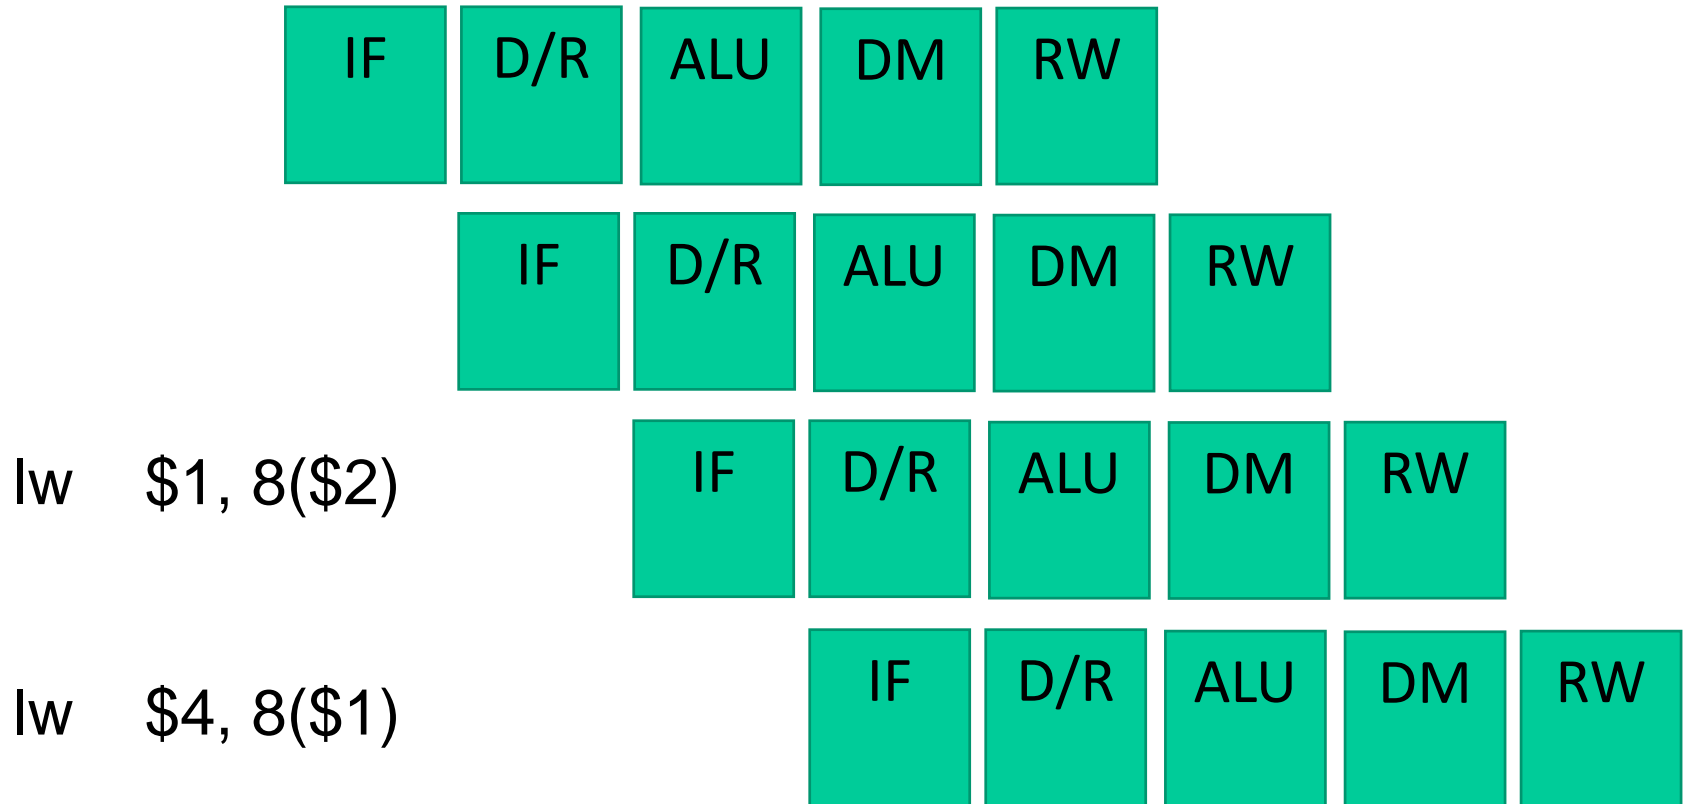 IF D/R ALU DM RW
IF D/R ALU DM RW
lw $1, 8($2) IF D/R ALU DM RW
lw $4, 8($1) IF D/R ALU DM RW